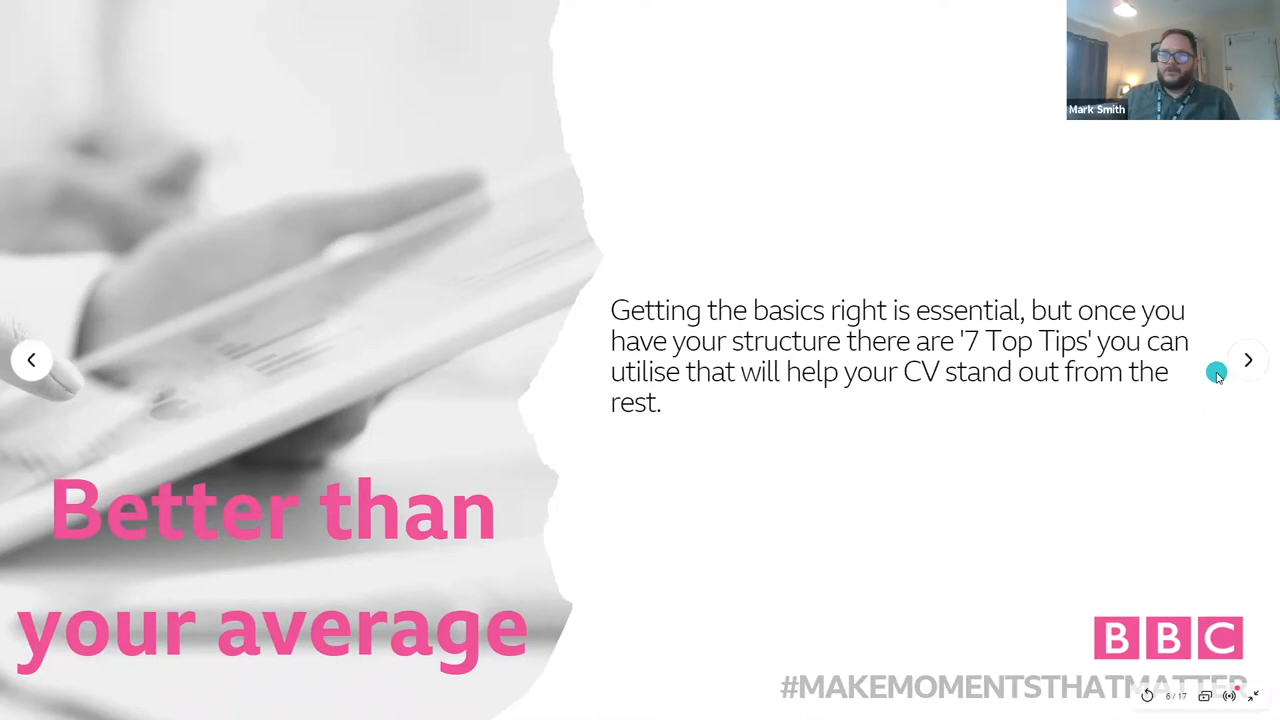 Mark Smith
Getting the basics right is essential, but once you
have your structure there are '7 Top Tips' you can
utilise that will help your CV stand out from the
rest.
Better than
your average
BBC
#MAKEMOMENTSTHATMATTER
6 / 17